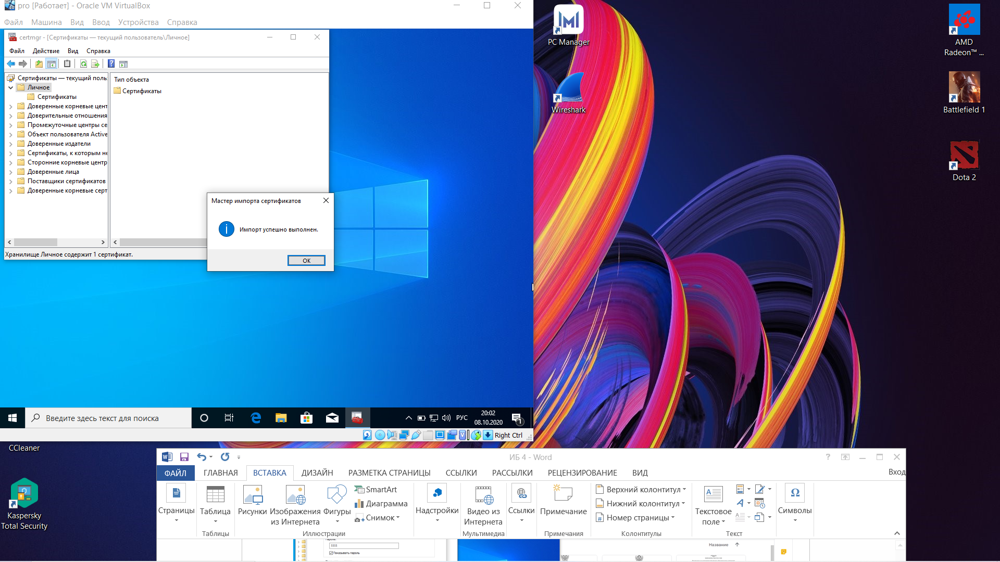 pro [Работает] - Oracle VM VirtualBox
Файл Машина Вид Ввод Устройства Справка
certmgr - [Сертификаты — текущий пользователь\Личное]
Файл Действие Вид Справка
Сертификаты — текущий поль
Личное
Сертификаты
Доверенные корневые цент
Доверительные отношения
Промежуточные центры се
Объект пользователя Active
Доверенные издатели
Сертификаты, к которым не
Сторонние корневые центр
Доверенные лица
Поставщики сертификатов
Доверенные корневые серт
Тип объекта
Сертификаты
Хранилище Личное содержит 1 сертификат.
Мастер импорта сертификатов
Импорт успешно выполнен.
ОК
Введите здесь текст для поиска
РУС
20:02
08.10.2020
1
Right Ctrl
PC Manager
Wireshark
AMD
Radeon™ ...
Battlefield 1
Dota 2
CCleaner
Kaspersky
Total Security
ИБ 4 - Word
ФАЙЛ ГЛАВНАЯ ВСТАВКА ДИЗАЙН РАЗМЕТКА СТРАНИЦЫ ССЫЛКИ РАССЫЛКИ РЕЦЕНЗИРОВАНИЕ ВИД Вход
Страницы
Таблица
Таблицы
Рисунки
Изображения
из Интернета
Фигуры
SmartArt
Диаграмма
Снимок
Иллюстрации
Надстройки
Видео из
Интернета
Мультимедиа
Ссылки
Примечание
Примечания
Верхний колонтитул
Нижний колонтитул
Номер страницы
Колонтитулы
Текстовое
поле
Текст
Символы
Пароль:
1111
Показывать пароль
Название